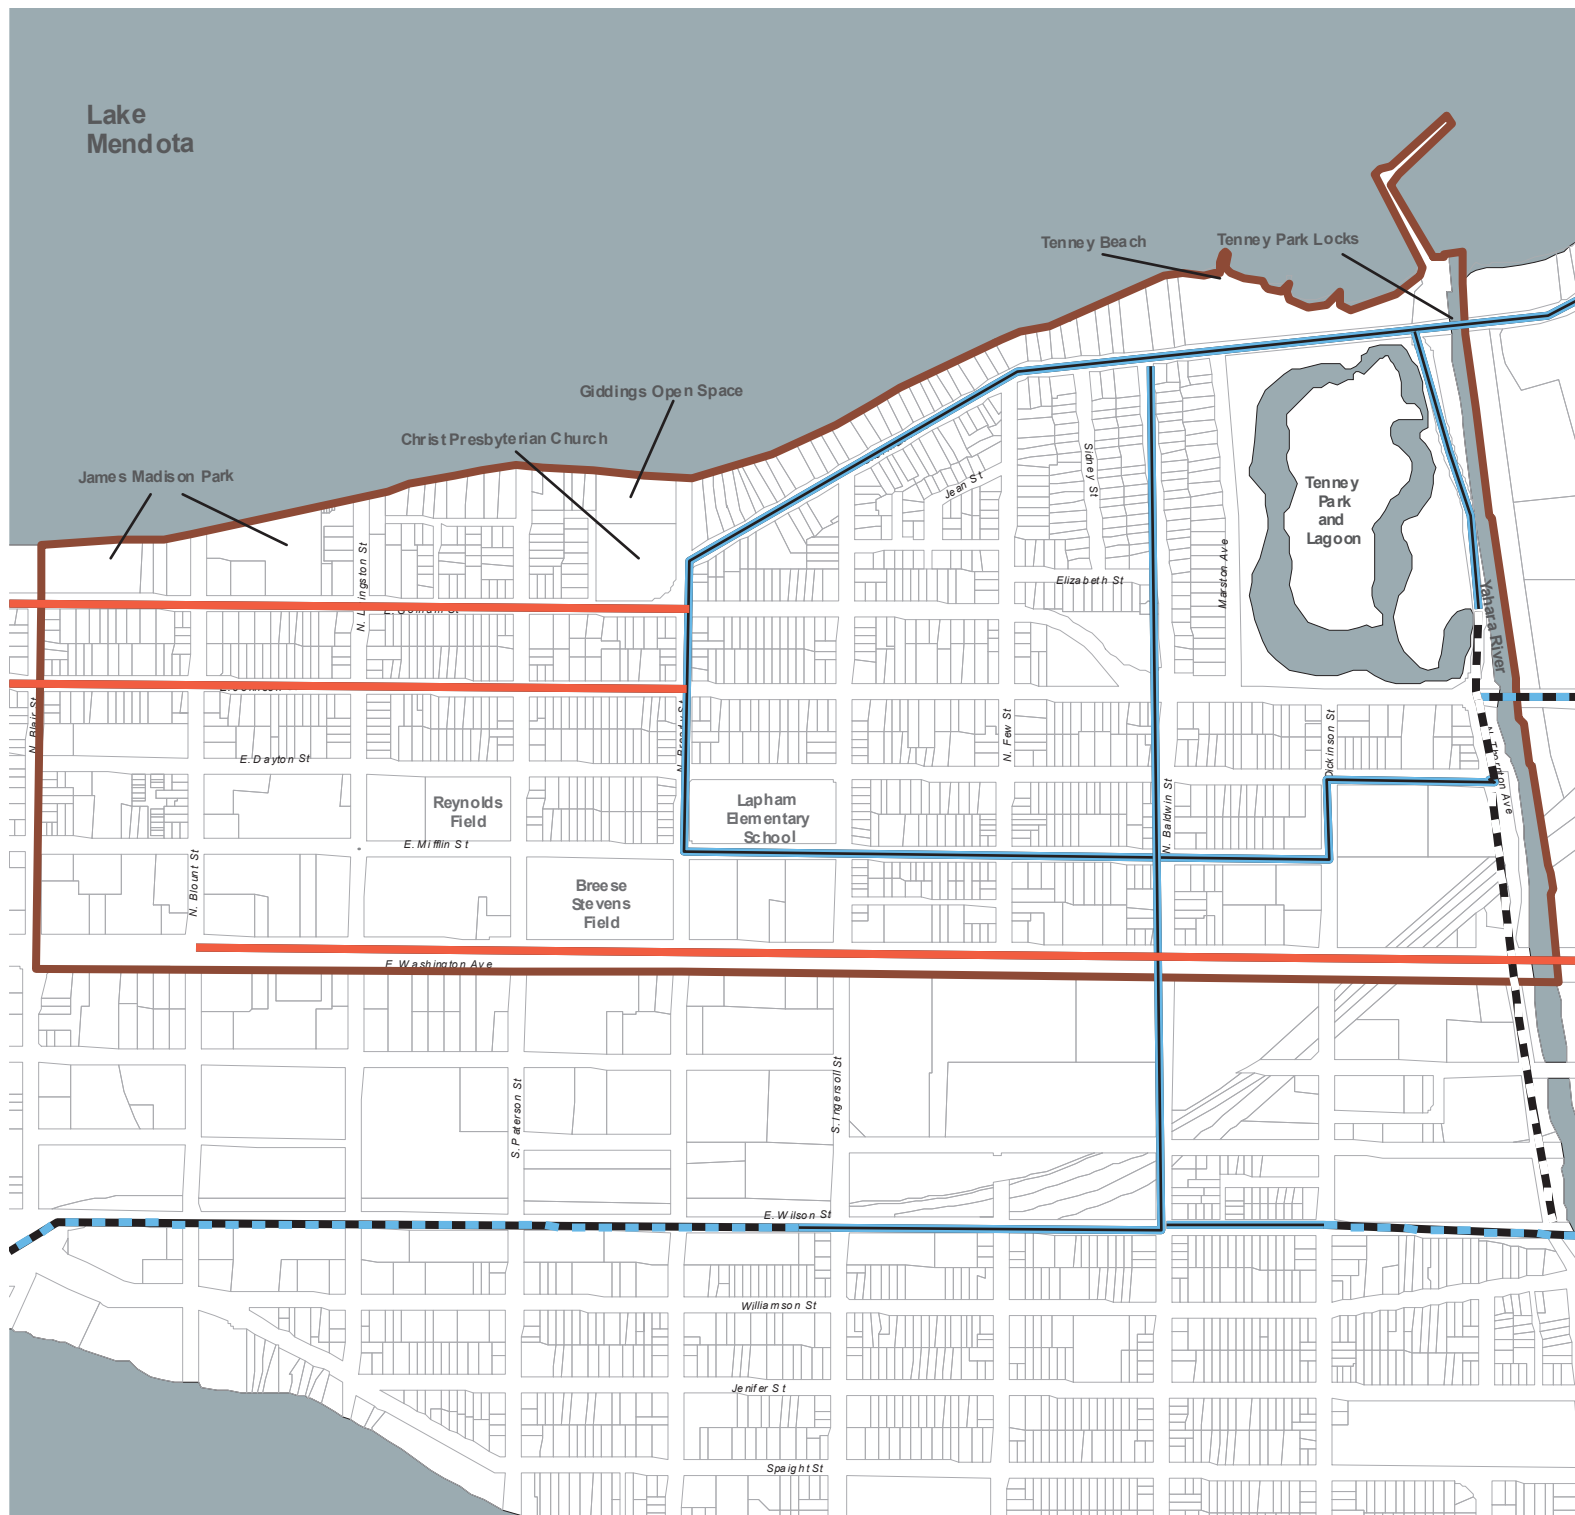 Lake
Mendota
Tenney Beach
Tenney Park Locks
Giddings Open Space
Christ Presbyterian Church
James Madison Park
Jean St
Sidney St
Tenney
Park
and
Lagoon
Elizabeth St
Marston Ave
Yahara River
N. Blair St
E. Dayton St
N. Few St
Dickinson St
Reynolds
Field
Lapham
Elementary
School
N. Baldwin St
E. Mifflin St
N. Blount St
Breese
Stevens
Field
E. Washington Ave
S. Paterson St
S. Ingersoll St
E. Wilson St
Williamson St
Jenifer St
Spaight St